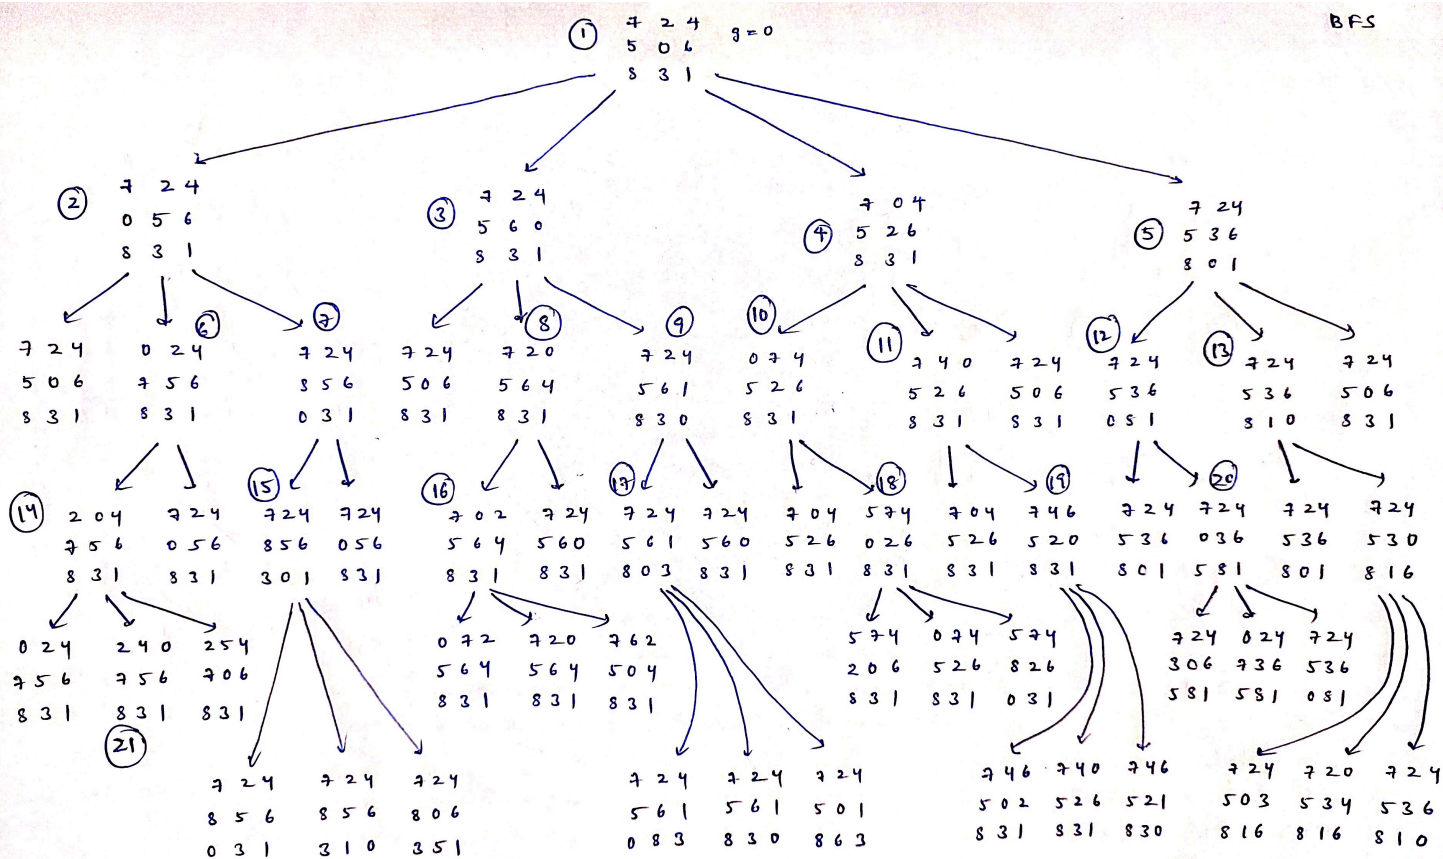 BFS
① 7 2 4 g = 0
5 0 6
8 3 1
② 7 2 4
0 5 6
8 3 1
③ 7 2 4
5 6 0
8 3 1
④ 7 0 4
5 2 6
8 3 1
⑤ 7 2 4
5 3 6
8 0 1
7 2 4
5 0 6
8 3 1
⑥ 0 2 4
7 5 6
8 3 1
⑦ 7 2 4
8 5 6
0 3 1
7 2 4
5 0 6
8 3 1
⑧ 7 2 0
5 6 4
8 3 1
⑨ 7 2 4
5 6 1
8 3 0
⑩ 0 7 4
5 2 6
8 3 1
⑪ 7 4 0
5 2 6
8 3 1
7 2 4
5 0 6
8 3 1
⑫ 7 2 4
5 3 6
0 8 1
⑬ 7 2 4
5 3 6
8 1 0
7 2 4
5 0 6
8 3 1
⑭ 2 0 4
7 5 6
8 3 1
7 2 4
0 5 6
8 3 1
⑮ 7 2 4
8 5 6
3 0 1
7 2 4
0 5 6
8 3 1
⑯ 7 0 2
5 6 4
8 3 1
7 2 4
5 6 0
8 3 1
⑰ 7 2 4
5 6 1
8 0 3
7 2 4
5 6 0
8 3 1
7 0 4
5 2 6
8 3 1
⑱ 5 7 4
0 2 6
8 3 1
7 0 4
5 2 6
8 3 1
⑲ 7 4 6
5 2 0
8 3 1
7 2 4
5 3 6
8 0 1
⑳ 7 2 4
0 3 6
5 8 1
7 2 4
5 3 6
8 0 1
7 2 4
5 3 0
8 1 6
0 2 4
7 5 6
8 3 1
2 4 0
7 5 6
8 3 1
㉑
2 5 4
7 0 6
8 3 1
0 7 2
5 6 4
8 3 1
7 2 0
5 6 4
8 3 1
7 6 2
5 0 4
8 3 1
5 7 4
2 0 6
8 3 1
0 7 4
5 2 6
8 3 1
5 7 4
8 2 6
0 3 1
7 2 4
3 0 6
5 8 1
0 2 4
7 3 6
5 8 1
7 2 4
5 3 6
0 8 1
7 2 4
8 5 6
0 3 1
7 2 4
8 5 6
3 1 0
7 2 4
8 0 6
3 5 1
7 2 4
5 6 1
0 8 3
7 2 4
5 6 1
8 3 0
7 2 4
5 0 1
8 6 3
7 4 6
5 0 2
8 3 1
7 4 0
5 2 6
8 3 1
7 4 6
5 2 1
8 3 0
7 2 4
5 0 3
8 1 6
7 2 0
5 3 4
8 1 6
7 2 4
5 3 6
8 1 0